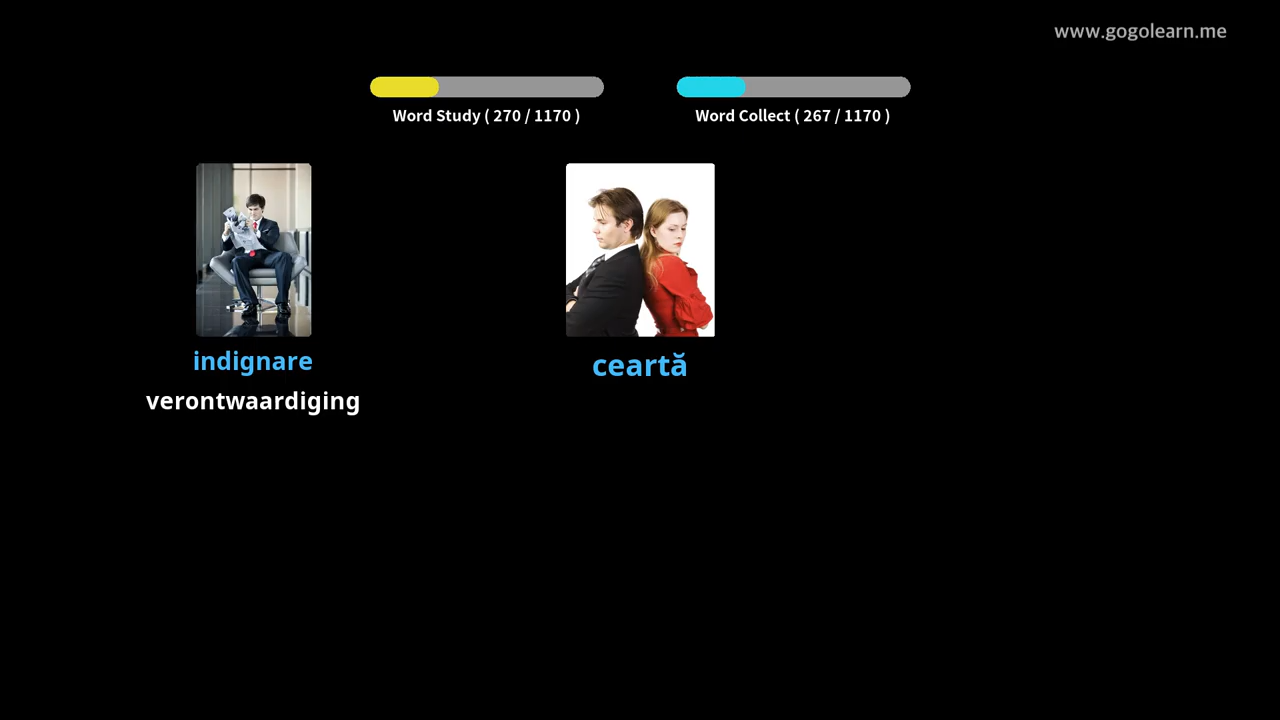 www.gogolearn.me
Word Study ( 270 / 1170 )
Word Collect ( 267 / 1170 )
indignare
verontwaardiging
ceartă